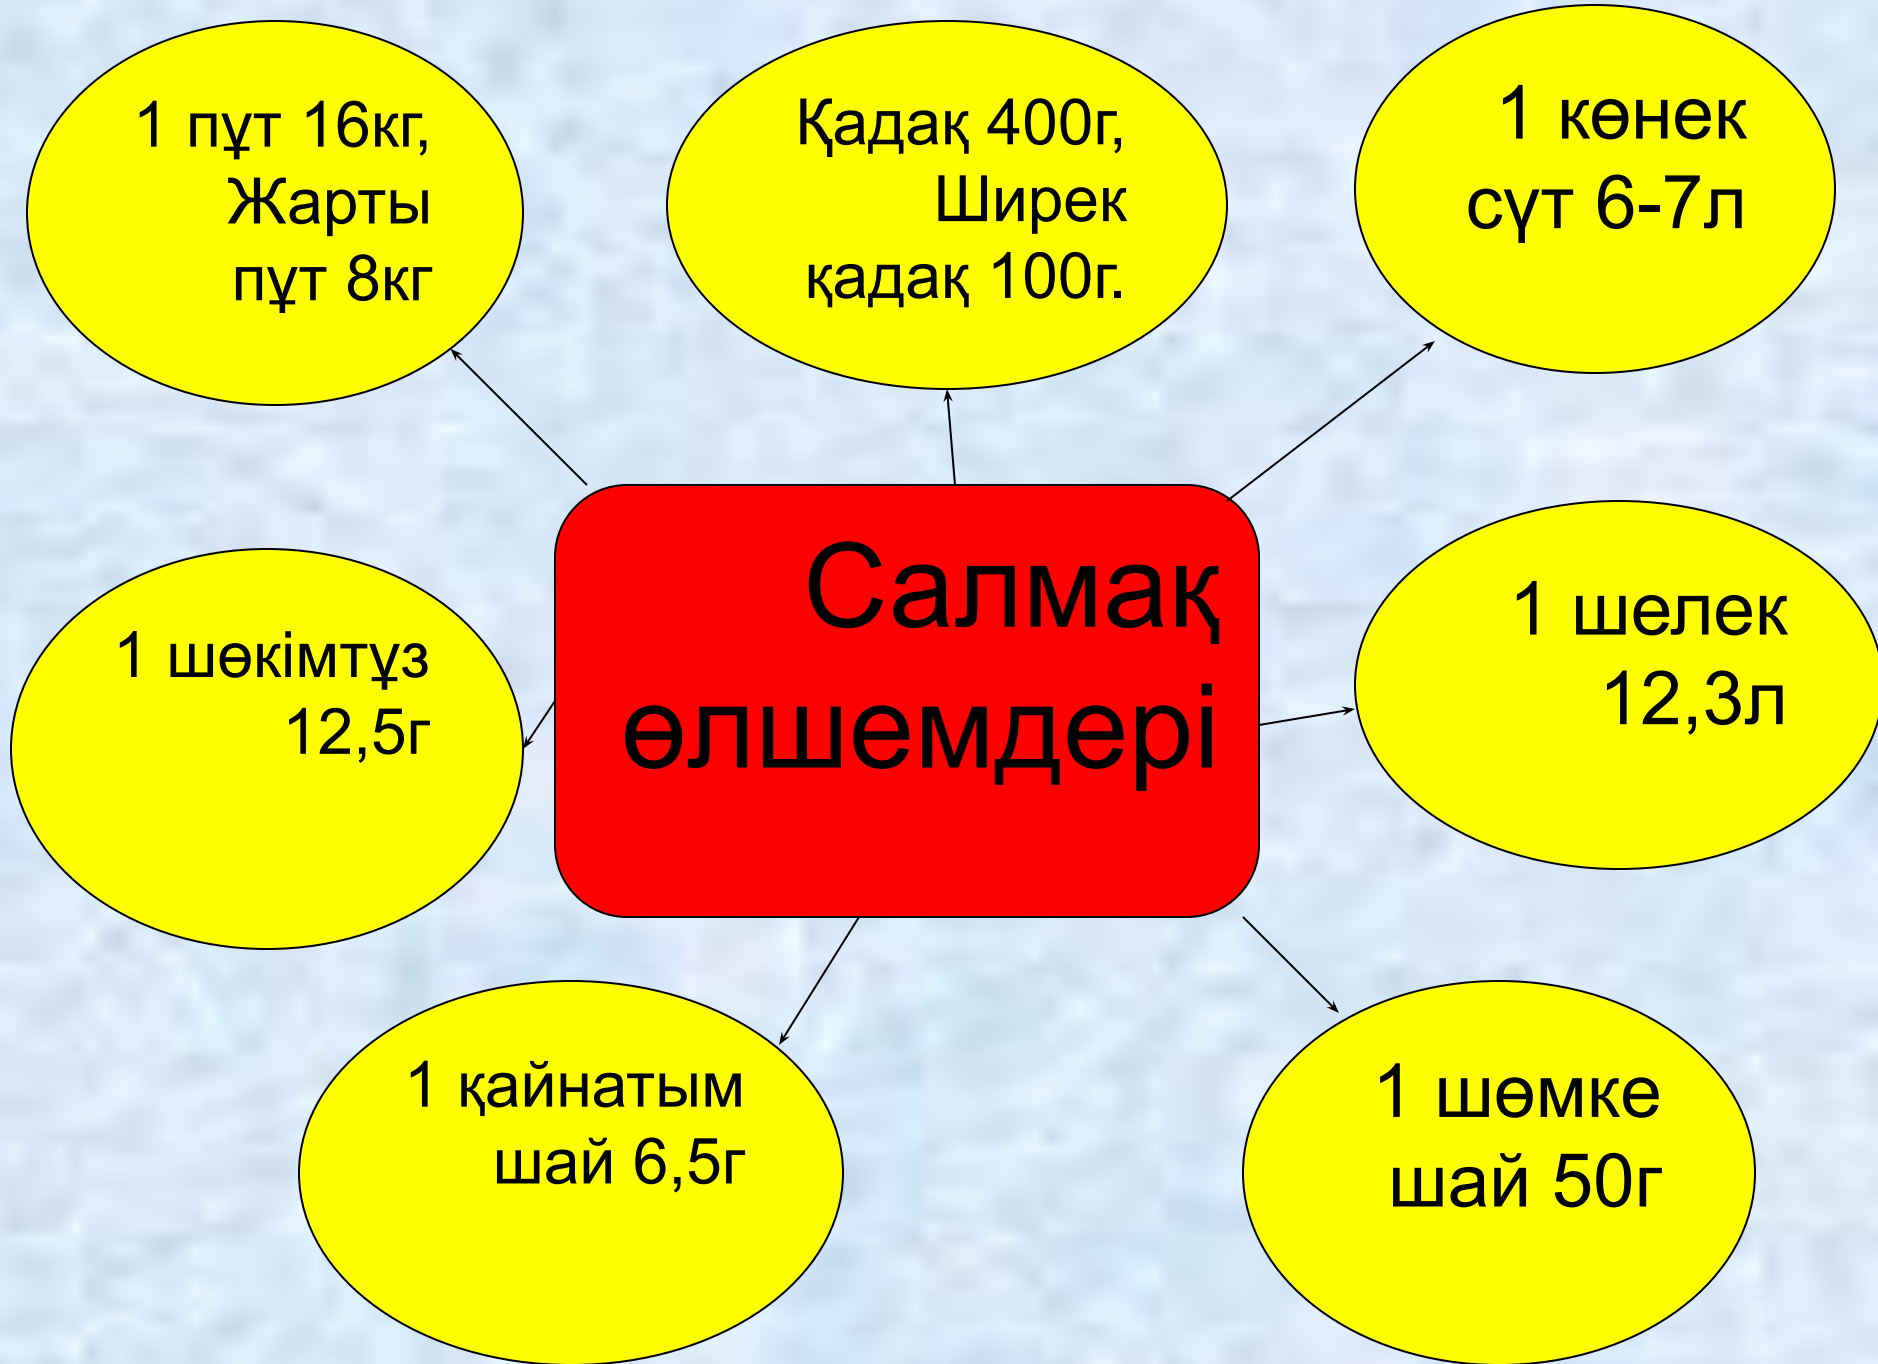 1 пұт 16кг,
Жарты
пұт 8кг
Қадақ 400г,
Ширек
қадақ 100г.
1 көнек
сүт 6-7л
Салмақ
өлшемдері
1 шөкімтұз
12,5г
1 шелек
12,3л
1 қайнатым
шай 6,5г
1 шөмке
шай 50г